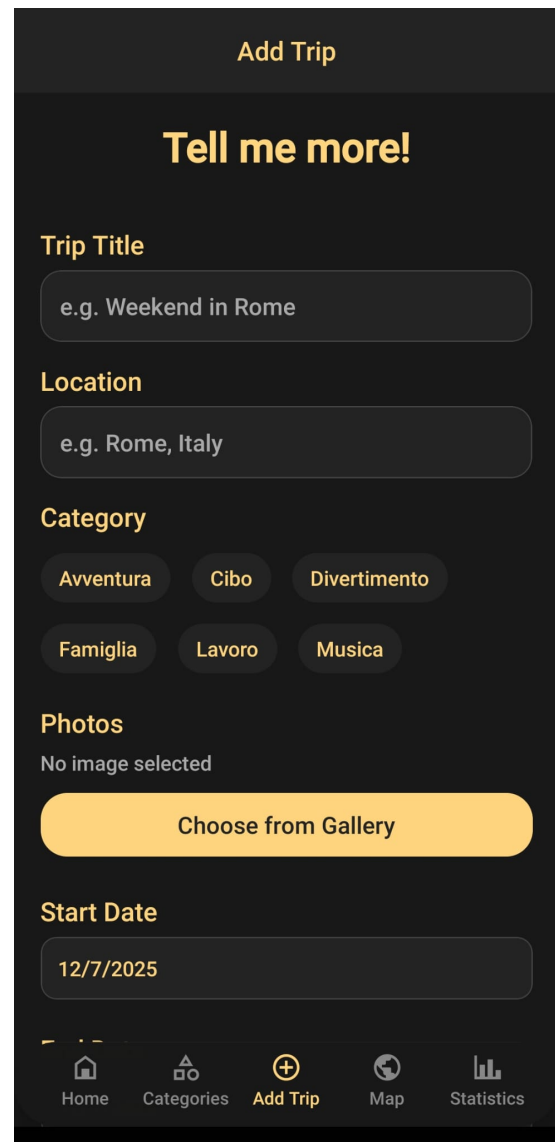 Add Trip
Tell me more!
Trip Title
e.g. Weekend in Rome
Location
e.g. Rome, Italy
Category
Avventura Cibo Divertimento
Famiglia Lavoro Musica
Photos
No image selected
Choose from Gallery
Start Date
12/7/2025
Home Categories Add Trip Map Statistics